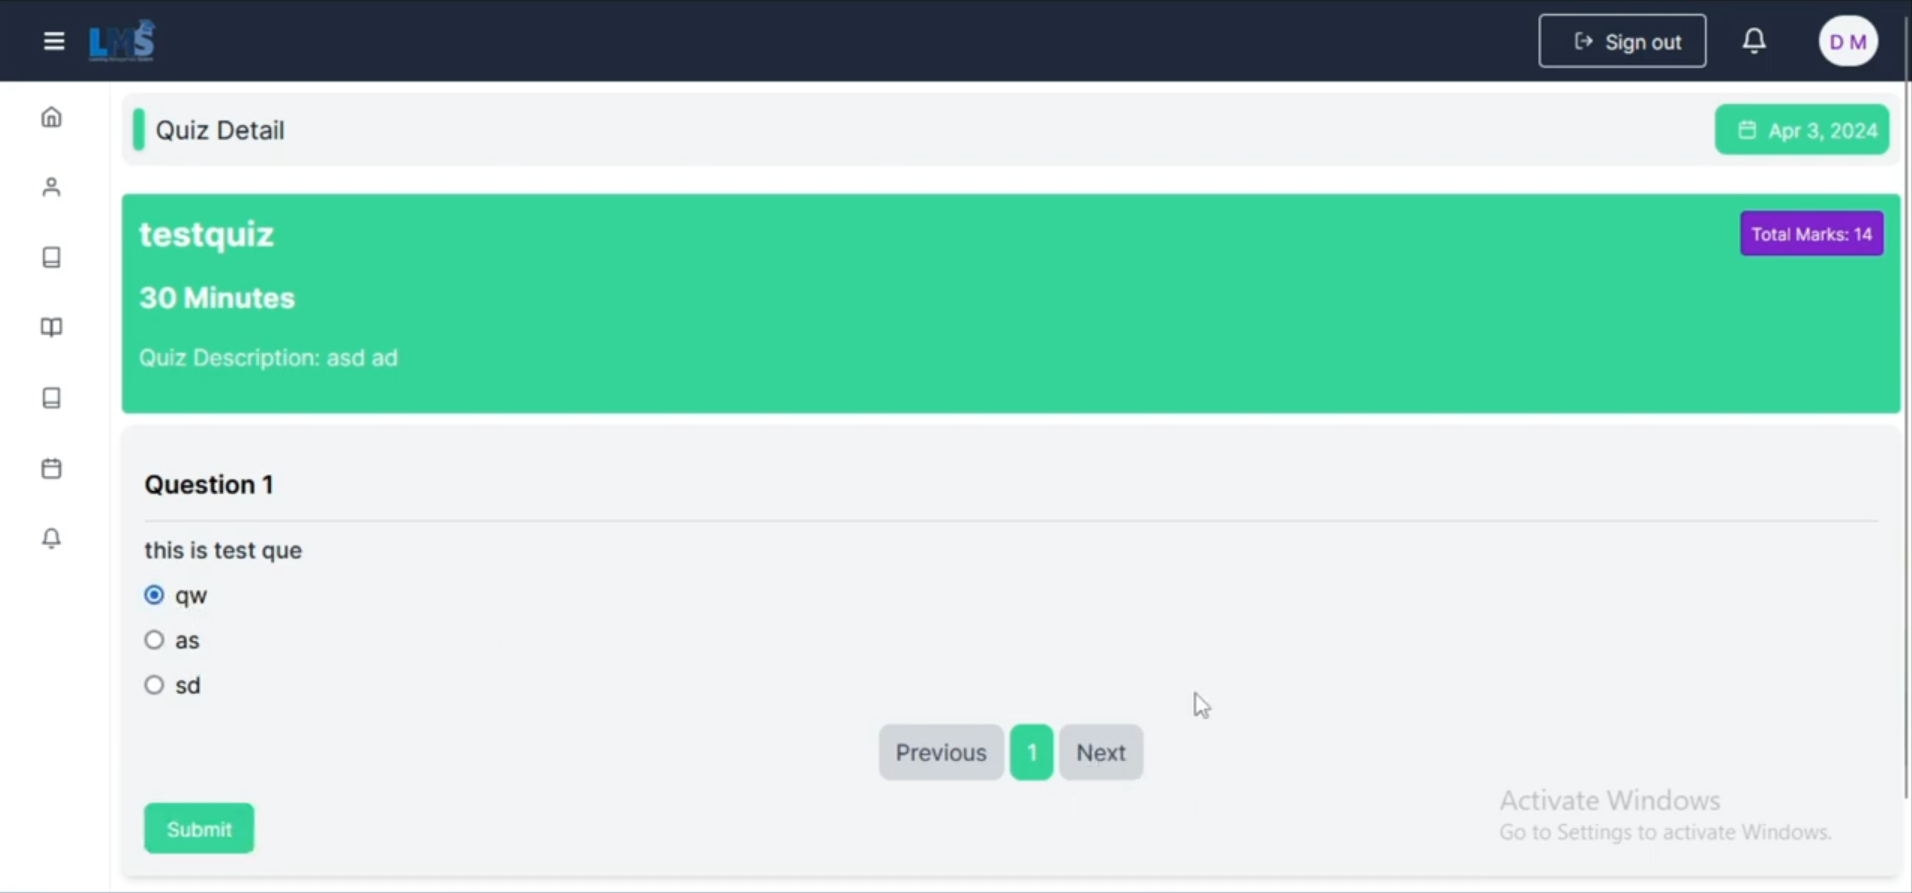 LMS
Sign out
D M
Quiz Detail
Apr 3, 2024
testquiz
Total Marks: 14
30 Minutes
Quiz Description: asd ad
Question 1
this is test que
qw
as
sd
Previous 1 Next
Submit
Activate Windows
Go to Settings to activate Windows.